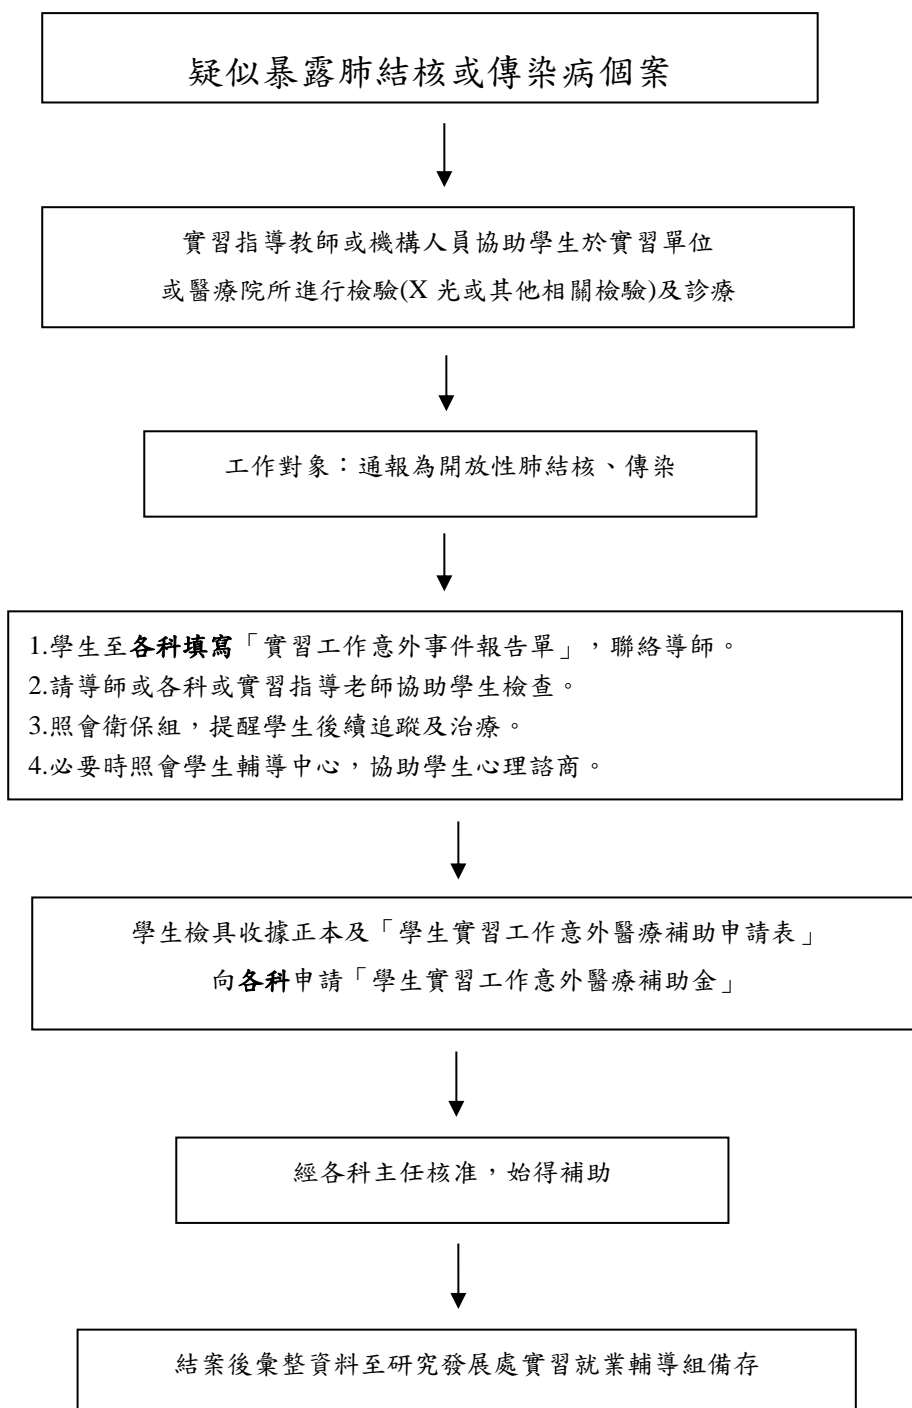 疑似暴露肺結核或傳染病個案
實習指導教師或機構人員協助學生於實習單位
或醫療院所進行檢驗(X 光或其他相關檢驗)及診療
工作對象：通報為開放性肺結核、傳染
1.學生至各科填寫「實習工作意外事件報告單」，聯絡導師。
2.請導師或各科或實習指導老師協助學生檢查。
3.照會衛保組，提醒學生後續追蹤及治療。
4.必要時照會學生輔導中心，協助學生心理諮商。
學生檢具收據正本及「學生實習工作意外醫療補助申請表」
向各科申請「學生實習工作意外醫療補助金」
經各科主任核准，始得補助
結案後彙整資料至研究發展處實習就業輔導組備存